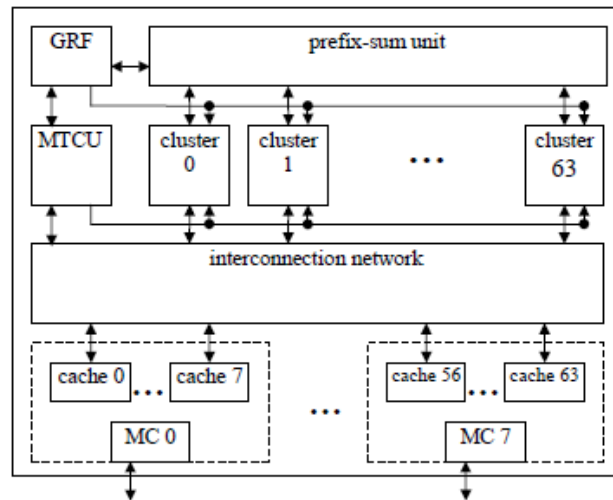 GRF
prefix-sum unit
MTCU
cluster
0
cluster
1
...
cluster
63
interconnection network
cache 0
...
cache 7
cache 56
...
cache 63
...
MC 0
MC 7